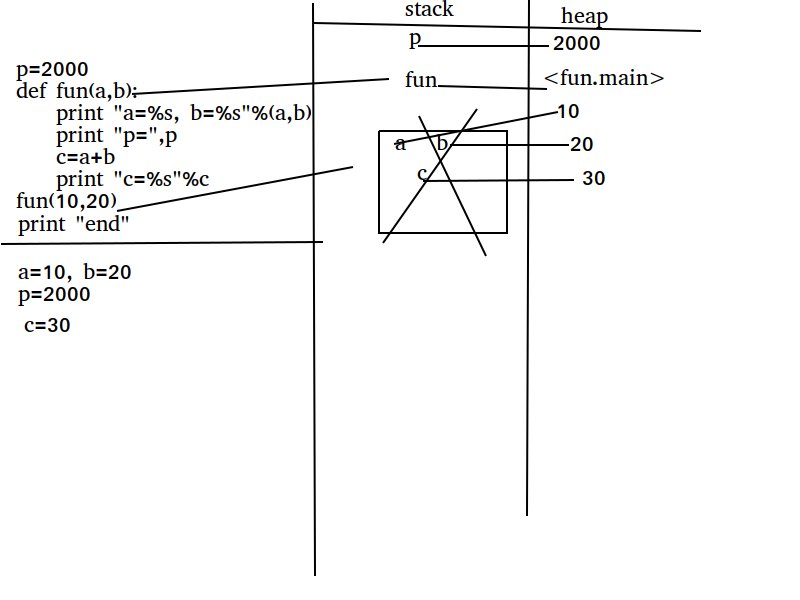 stack
heap
p
2000
fun
<fun.main>
10
a b
20
c
30
p=2000
def fun(a,b):
print "a=%s, b=%s"%(a,b)
print "p=",p
c=a+b
print "c=%s"%c
fun(10,20)
print "end"
a=10, b=20
p=2000
c=30